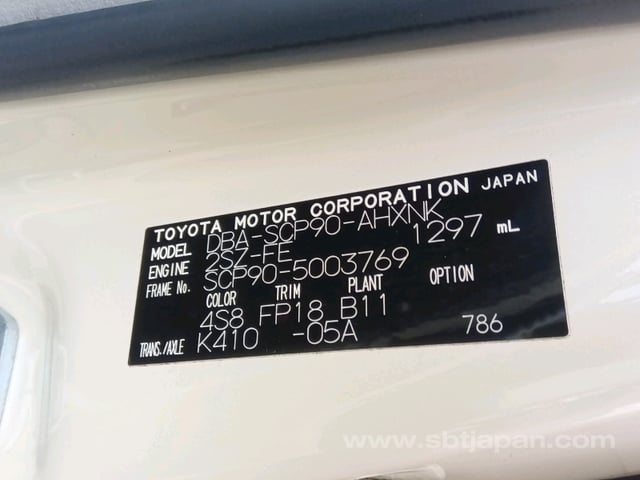 TOYOTA MOTOR CORPORATION JAPAN
MODEL DBA-SCP90-AHXNK
ENGINE 2SZ-FE 1297 mL
FRAME No. SCP90-5003769
COLOR TRIM PLANT OPTION
4S8 FP18 B11
TRANS./AXLE K410 -05A 786
www.sbtjapan.com